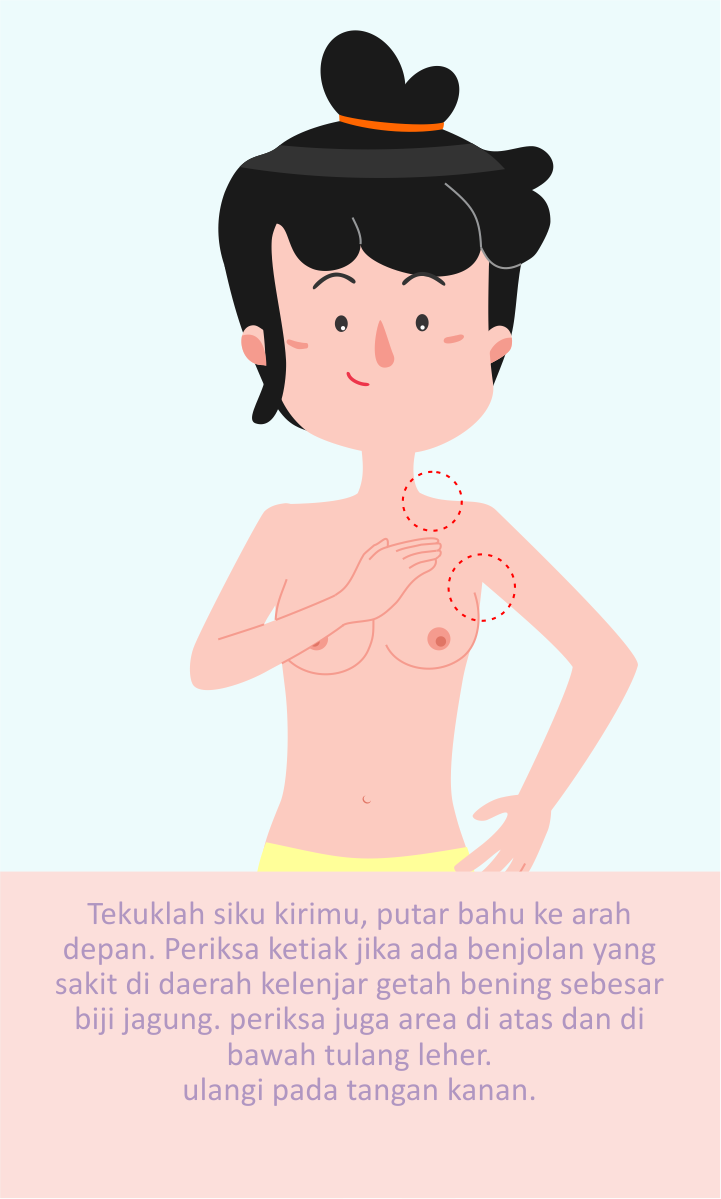 Tekuklah siku kirimu, putar bahu ke arah
depan. Periksa ketiak jika ada benjolan yang
sakit di daerah kelenjar getah bening sebesar
biji jagung. periksa juga area di atas dan di
bawah tulang leher.
ulangi pada tangan kanan.